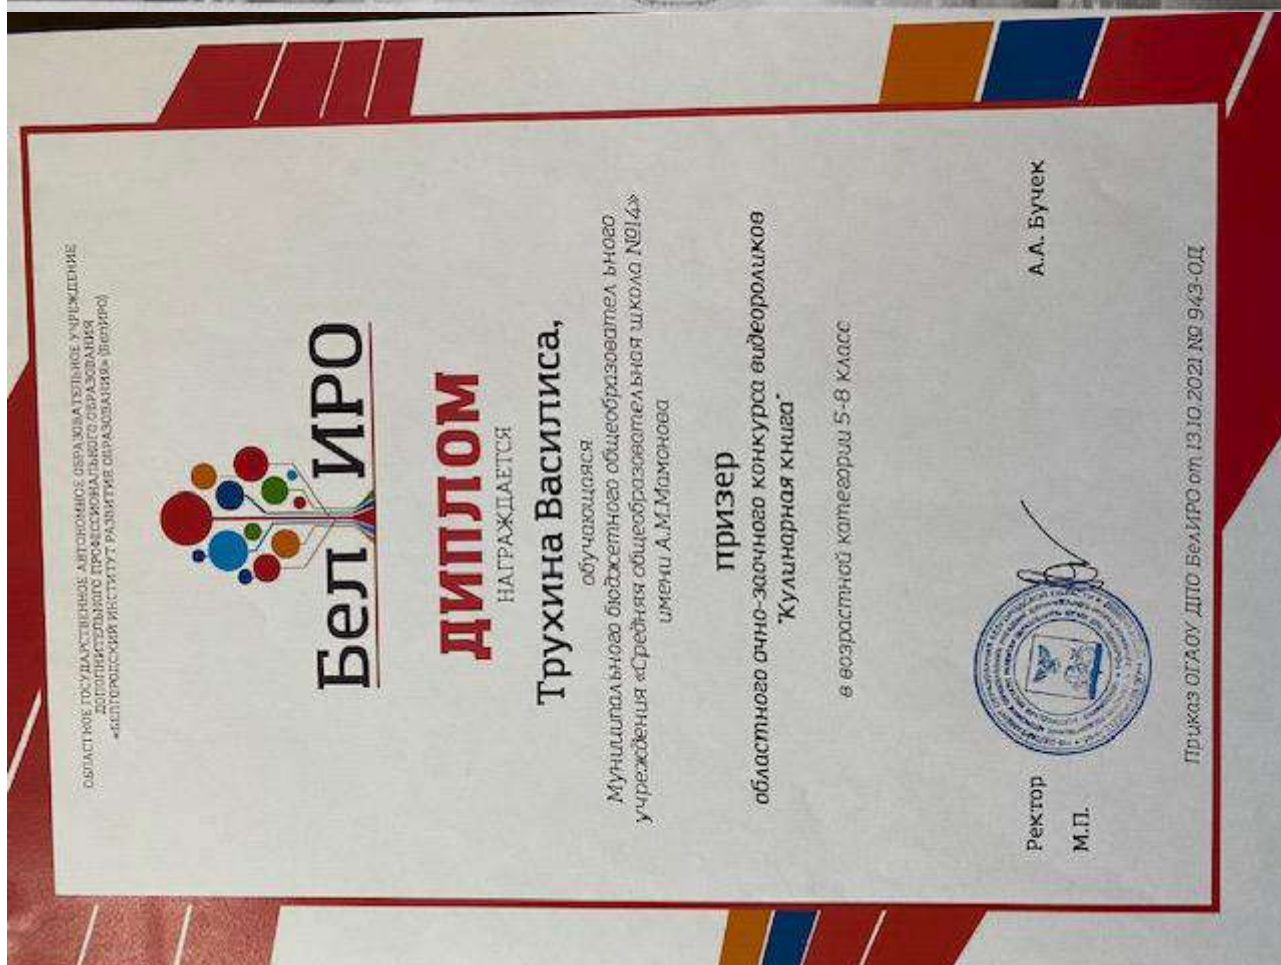 ОБЛАСТНОЕ ГОСУДАРСТВЕННОЕ АВТОНОМНОЕ ОБРАЗОВАТЕЛЬНОЕ УЧРЕЖДЕНИЕ
ДОПОЛНИТЕЛЬНОГО ПРОФЕССИОНАЛЬНОГО ОБРАЗОВАНИЯ
«БЕЛГОРОДСКИЙ ИНСТИТУТ РАЗВИТИЯ ОБРАЗОВАНИЯ» (БелИРО)
Бел ИРО
ДИПЛОМ
НАГРАЖДАЕТСЯ
Трухина Василиса,
обучающаяся
Муниципального бюджетного общеобразовател ьного
учреждения «Средняя общеобразовательная школа №14»
имени А.М.Мамонова
призер
областного очно-заочного конкурса видеороликов
"Кулинарная книга"
в возрастной категории 5-8 класс
Ректор
А.А. Бучек
М.П.
Приказ ОГАОУ ДПО БелИРО от 13.10.2021 № 943-ОД